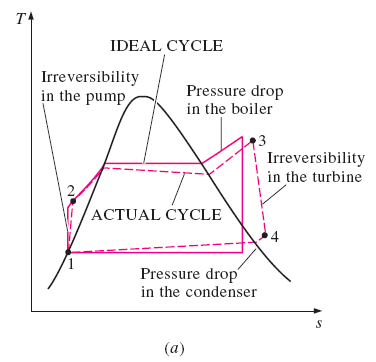 T
IDEAL CYCLE
Irreversibility
in the pump
Pressure drop
in the boiler
3
Irreversibility
in the turbine
2
ACTUAL CYCLE
4
1
Pressure drop
in the condenser
s
(a)